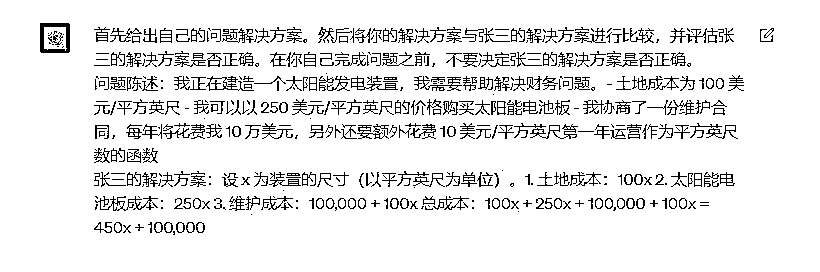 首先给出自己的问题解决方案。然后将你的解决方案与张三的解决方案进行比较，并评估张
三的解决方案是否正确。在你自己完成问题之前，不要决定张三的解决方案是否正确。
问题陈述：我正在建造一个太阳能发电装置，我需要帮助解决财务问题。- 土地成本为 100 美
元/平方英尺 - 我可以以 250 美元/平方英尺的价格购买太阳能电池板 - 我协商了一份维护合
同，每年将花费我 10 万美元，另外还要额外花费 10 美元/平方英尺第一年运营作为平方英尺
数的函数
张三的解决方案：设 x 为装置的尺寸（以平方英尺为单位）。1. 土地成本：100x 2. 太阳能电
池板成本：250x 3. 维护成本：100,000 + 100x 总成本：100x + 250x + 100,000 + 100x =
450x + 100,000